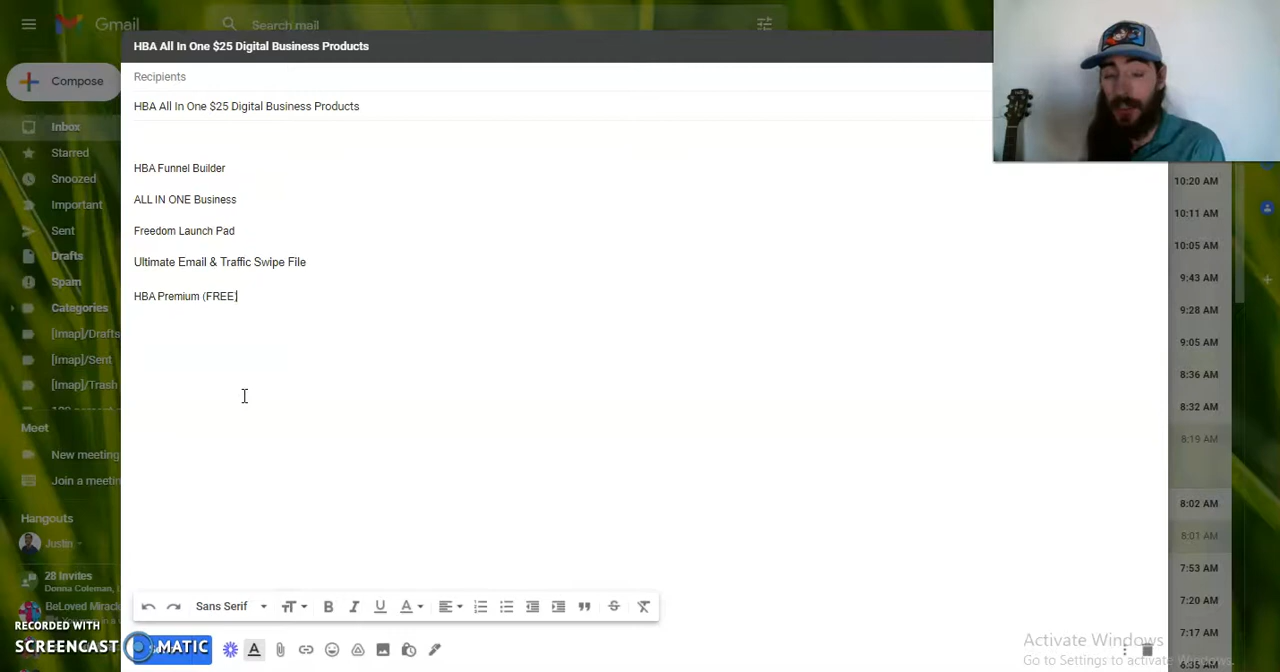 Gmail
Search mail
HBA All In One $25 Digital Business Products
Compose
Recipients
HBA All In One $25 Digital Business Products
Inbox
Starred
Snoozed
Important
Sent
Drafts
Spam
Categories
[Imap]/Drafts
[Imap]/Sent
[Imap]/Trash
HBA Funnel Builder
ALL IN ONE Business
Freedom Launch Pad
Ultimate Email & Traffic Swipe File
HBA Premium (FREE)
10:20 AM
10:11 AM
10:05 AM
9:43 AM
9:28 AM
9:05 AM
8:36 AM
8:32 AM
8:19 AM
8:02 AM
8:01 AM
7:53 AM
7:20 AM
7:17 AM
6:35 AM
Meet
New meeting
Join a meetin
Hangouts
Justin
28 Invites
Donna Coleman,
BeLoved Miracle
Sans Serif
RECORDED WITH
SCREENCAST MATIC
Activate Windows
Go to Settings to activate Windows.